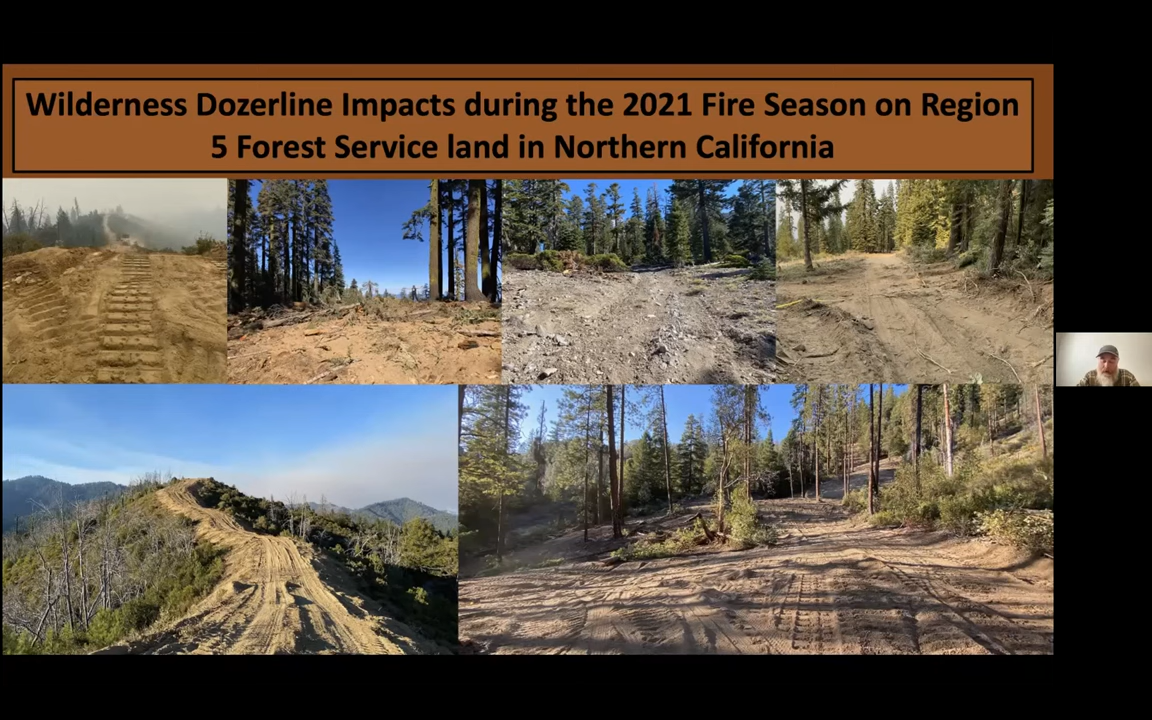 Wilderness Dozerline Impacts during the 2021 Fire Season on Region
5 Forest Service land in Northern California